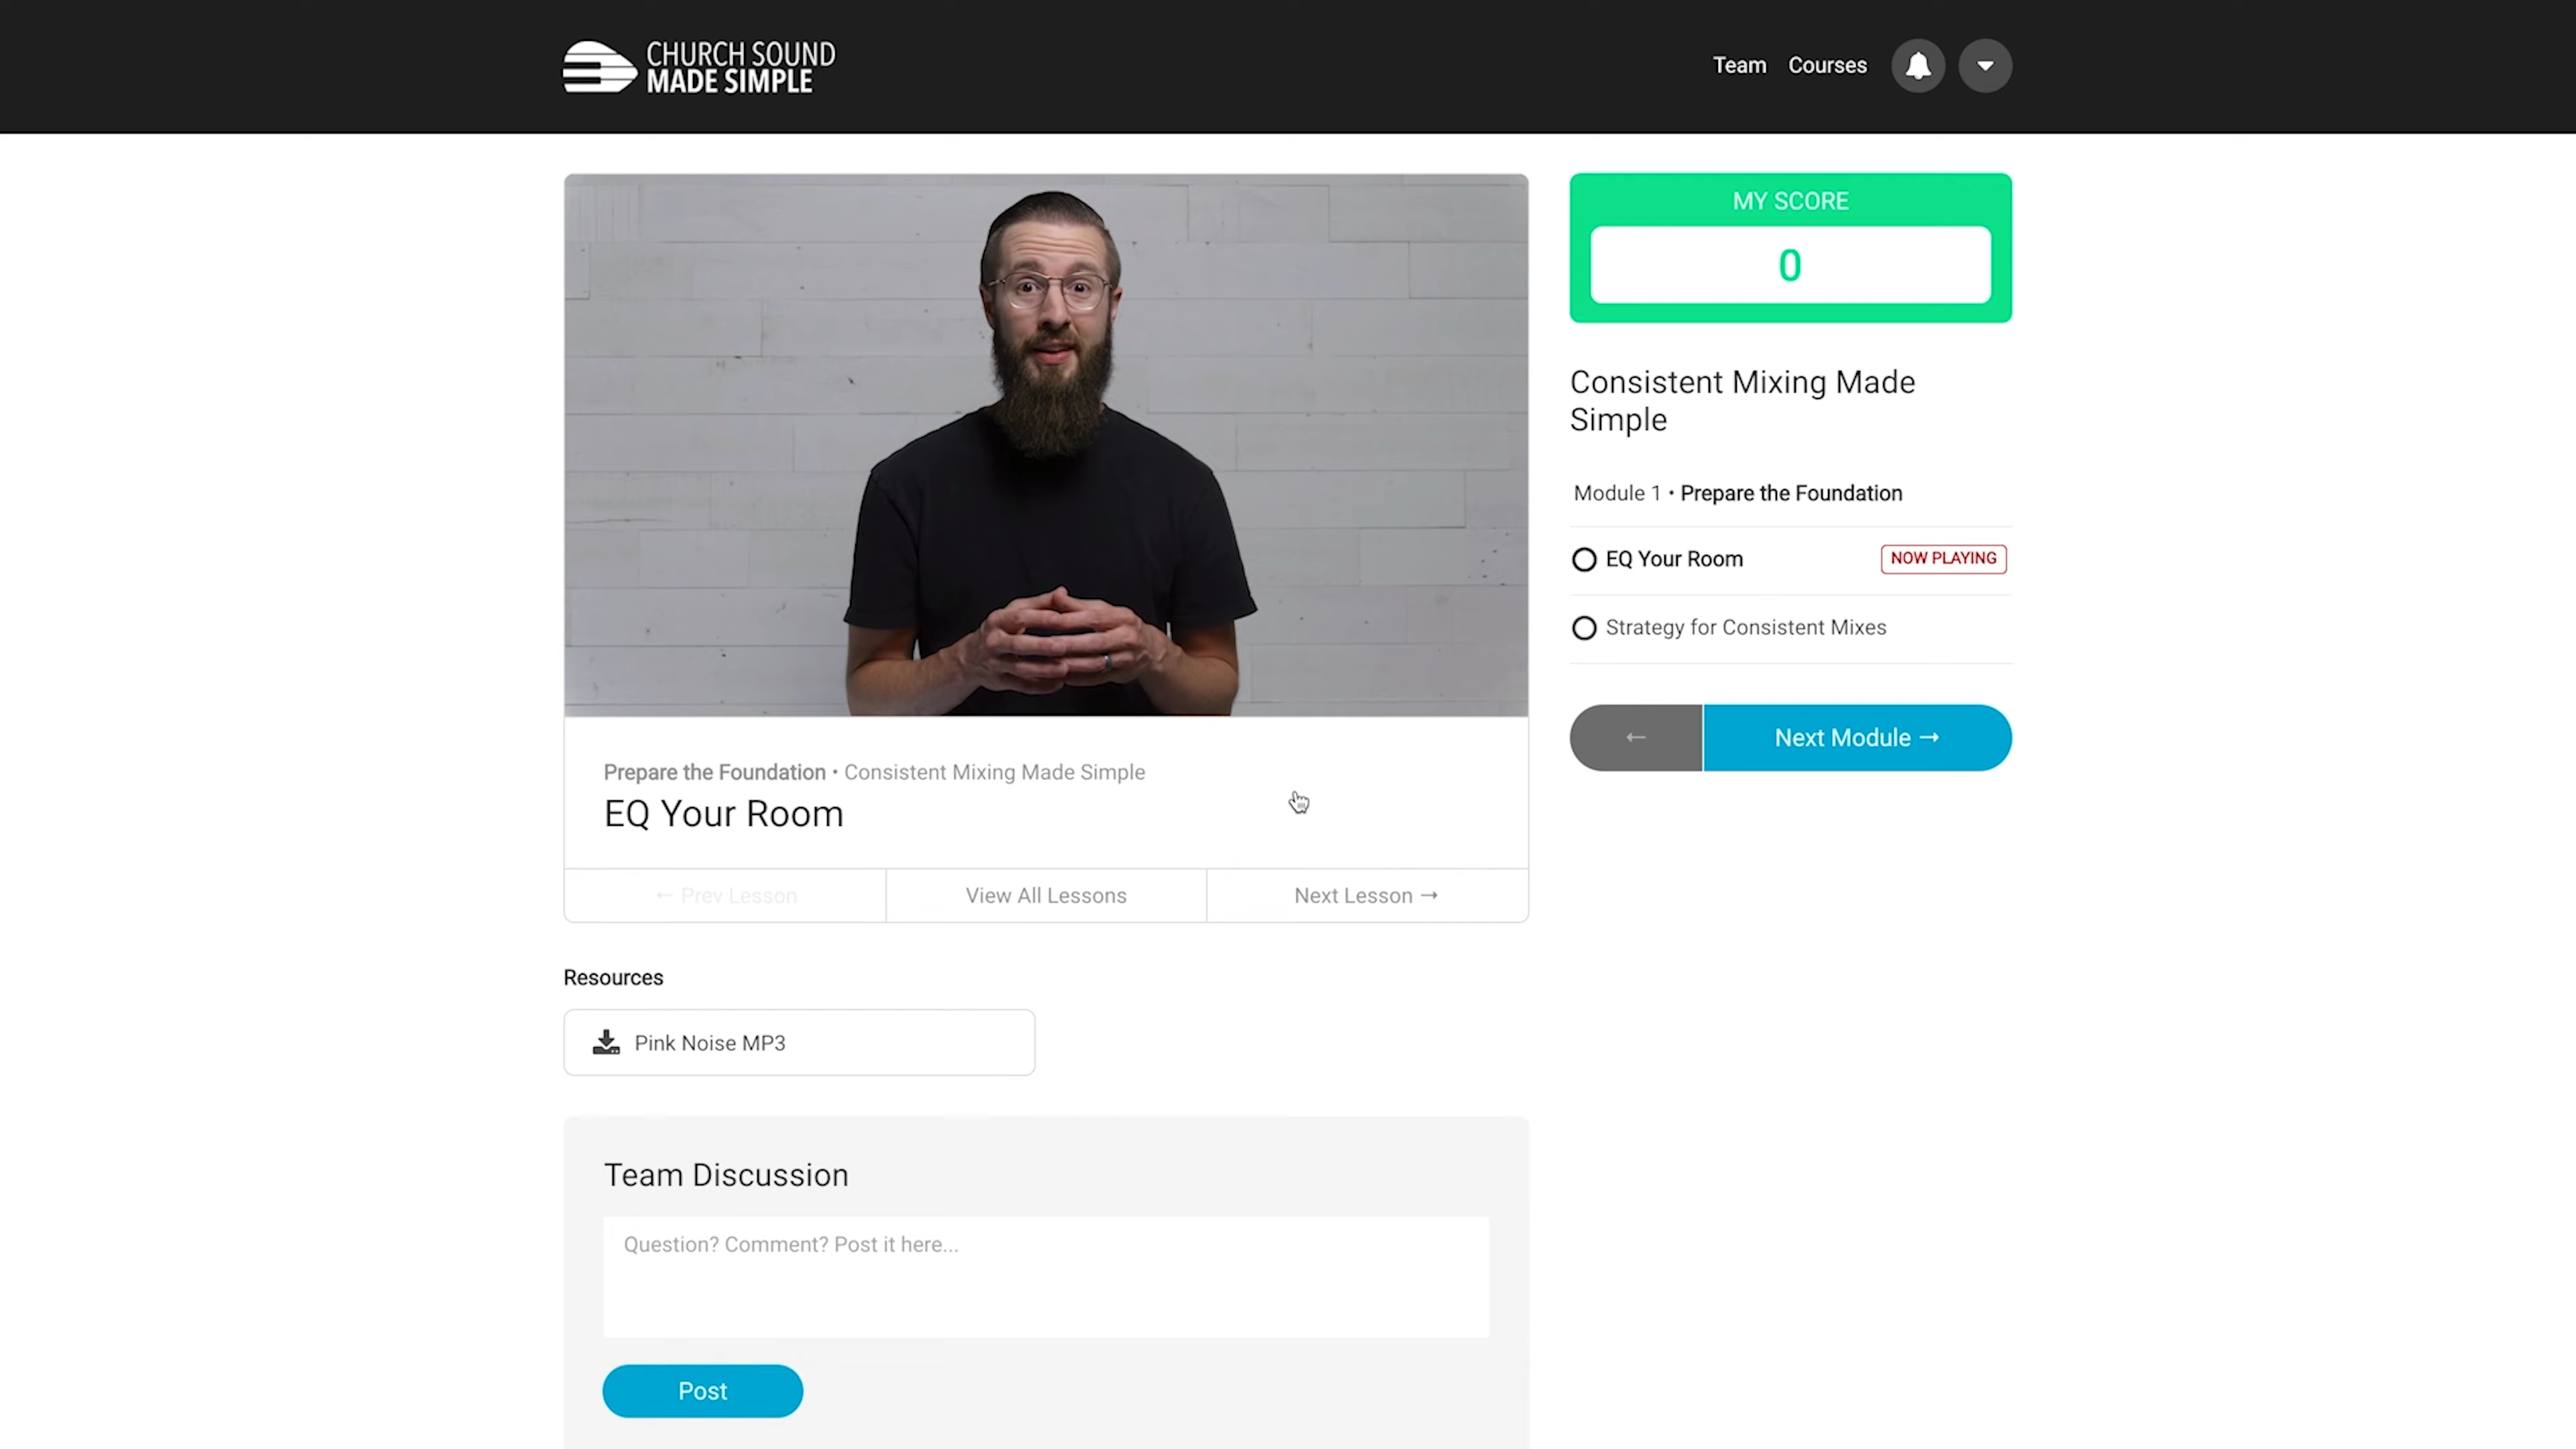 CHURCH SOUND
MADE SIMPLE
Team Courses
MY SCORE
0
Consistent Mixing Made
Simple
Module 1 • Prepare the Foundation
EQ Your Room NOW PLAYING
Strategy for Consistent Mixes
← Next Module →
Prepare the Foundation • Consistent Mixing Made Simple
EQ Your Room
← Prev Lesson View All Lessons Next Lesson →
Resources
Pink Noise MP3
Team Discussion
Question? Comment? Post it here...
Post